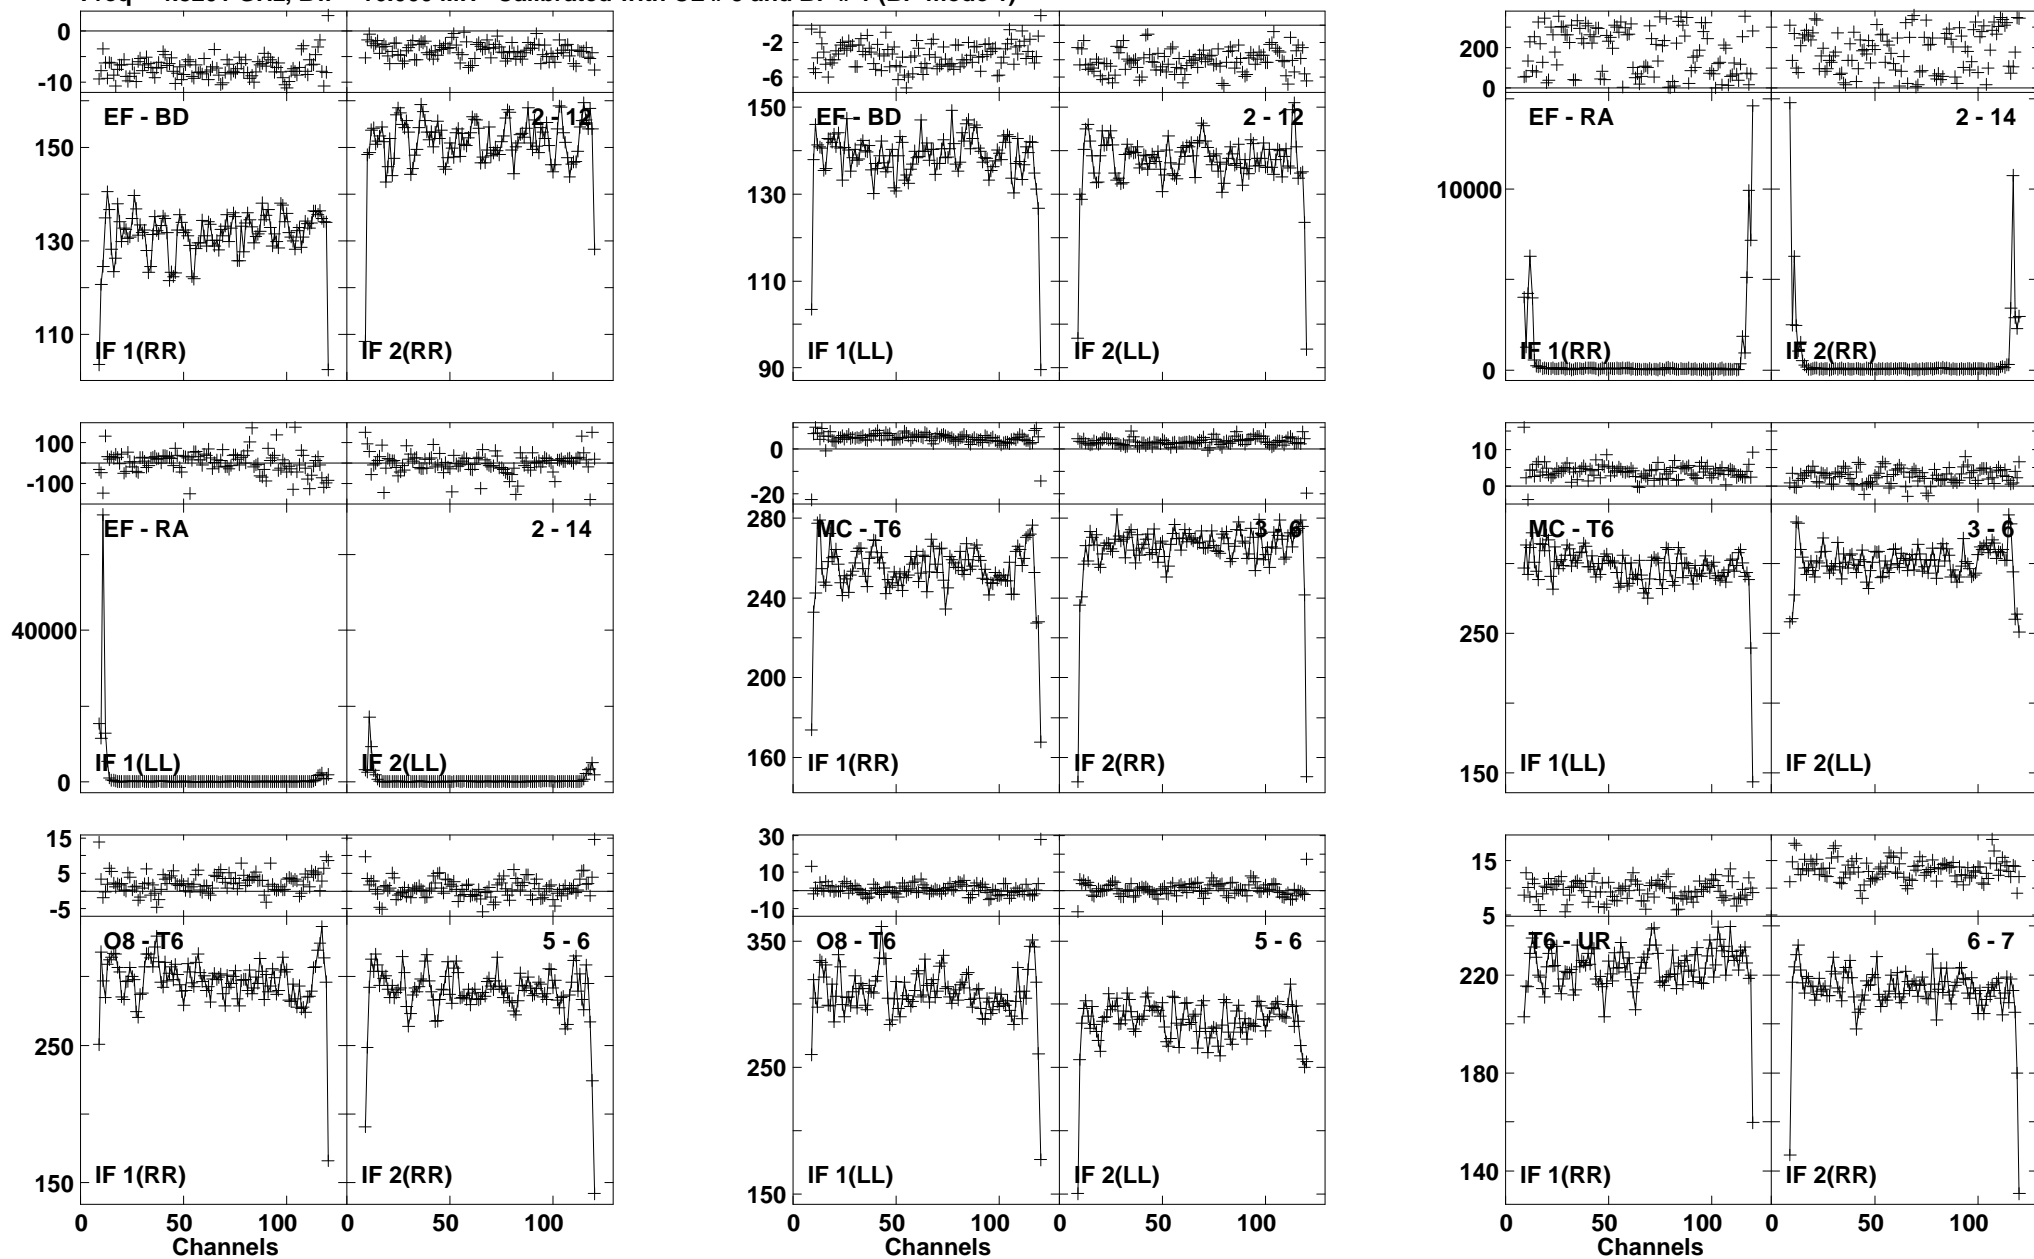 0
-10
EF - BD
2 - 12
150
130
110
IF 1(RR)
IF 2(RR)
-2
-6
150
EF - BD
2 - 12
130
110
90
IF 1(LL)
IF 2(LL)
200
0
EF - RA
2 - 14
10000
0
IF 1(RR)
IF 2(RR)
100
-100
EF - RA
2 - 14
40000
0
IF 1(LL)
IF 2(LL)
0
-20
280
MC - T6
3 - 6
240
200
160
IF 1(RR)
IF 2(RR)
10
0
MC - T6
3 - 6
250
150
IF 1(LL)
IF 2(LL)
15
5
-5
O8 - T6
5 - 6
250
150
IF 1(RR)
IF 2(RR)
0 50 100 0 50 100
Channels
30
10
-10
350
O8 - T6
5 - 6
250
150
IF 1(LL)
IF 2(LL)
0 50 100 0 50 100
Channels
15
5
T6 - UR
6 - 7
220
180
140
IF 1(RR)
IF 2(RR)
0 50 100 0 50 100
Channels